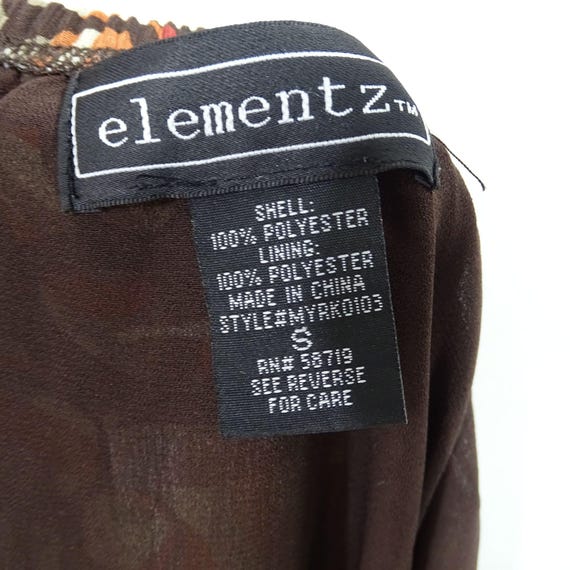 elementz™
SHELL:
100% POLYESTER
LINING:
100% POLYESTER
MADE IN CHINA
STYLE#MYRK0103
S
RN# 58719
SEE REVERSE
FOR CARE